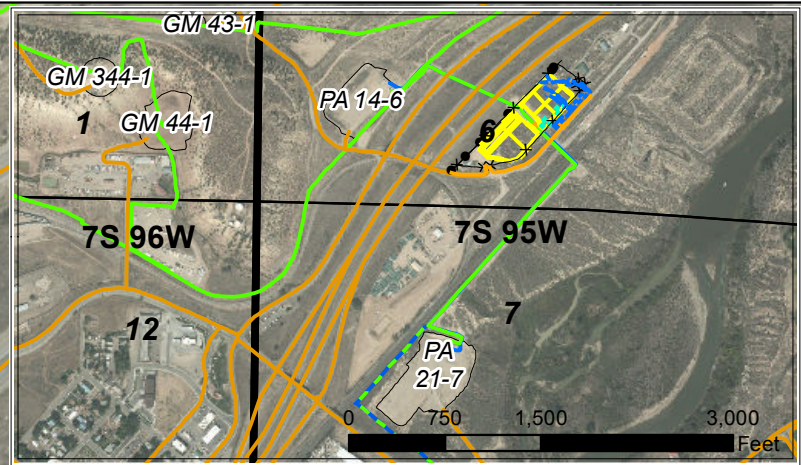 GM 43-1
GM 344-1
PA 14-6
1
GM 44-1
6
7S 96W
7S 95W
12
7
PA
21-7
0 750 1,500 3,000
Feet